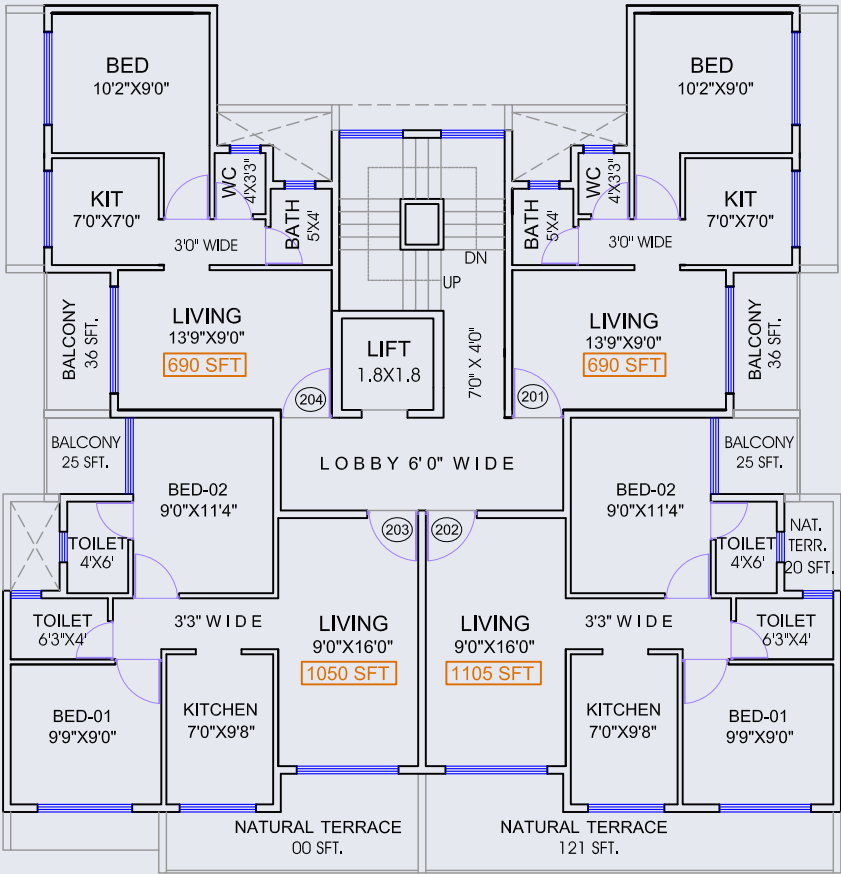 BED
10'2"X9'0"
BED
10'2"X9'0"
WC
4'X3'3"
WC
4'X3'3"
KIT
7'0"X7'0"
KIT
7'0"X7'0"
BATH
5'X4'
BATH
5'X4'
3'0" WIDE
3'0" WIDE
DN
UP
BALCONY
36 SFT.
LIVING
13'9"X9'0"
690 SFT
LIFT
1.8X1.8
7'0" X 4'0"
LIVING
13'9"X9'0"
690 SFT
BALCONY
36 SFT.
204
201
BALCONY
25 SFT.
LOBBY 6'0" WIDE
BALCONY
25 SFT.
BED-02
9'0"X11'4"
BED-02
9'0"X11'4"
203
202
TOILET
4'X6'
TOILET
4'X6'
NAT.
TERR.
20 SFT.
TOILET
6'3"X4'
3'3" WIDE
LIVING
9'0"X16'0"
1050 SFT
LIVING
9'0"X16'0"
1105 SFT
3'3" WIDE
TOILET
6'3"X4'
BED-01
9'9"X9'0"
KITCHEN
7'0"X9'8"
KITCHEN
7'0"X9'8"
BED-01
9'9"X9'0"
NATURAL TERRACE
00 SFT.
NATURAL TERRACE
121 SFT.